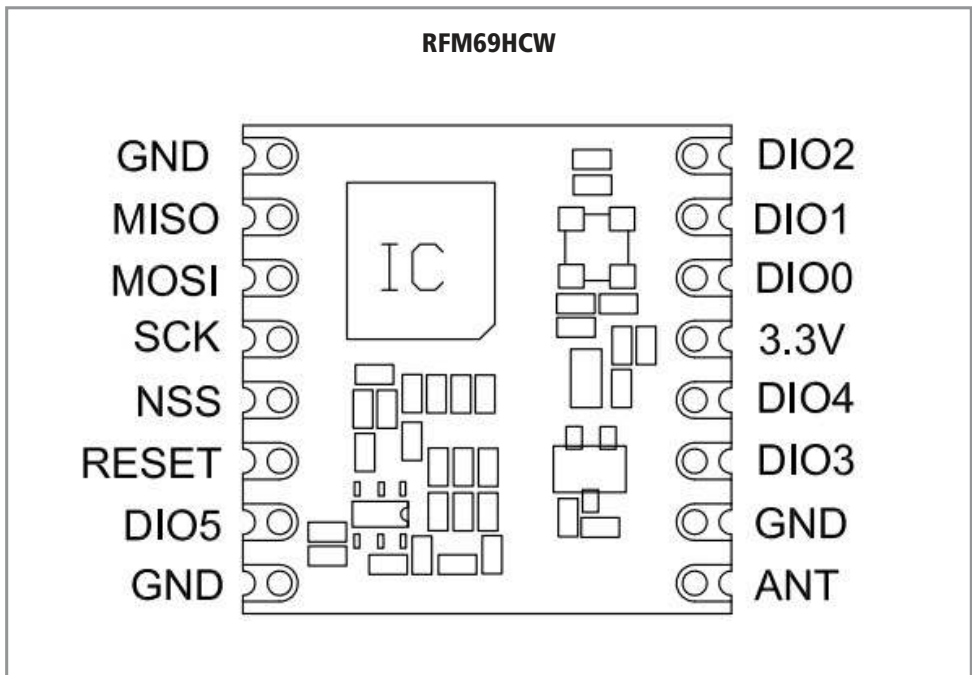 RFM69HCW
GND
MISO
MOSI
SCK
NSS
RESET
DIO5
GND
IC
DIO2
DIO1
DIO0
3.3V
DIO4
DIO3
GND
ANT